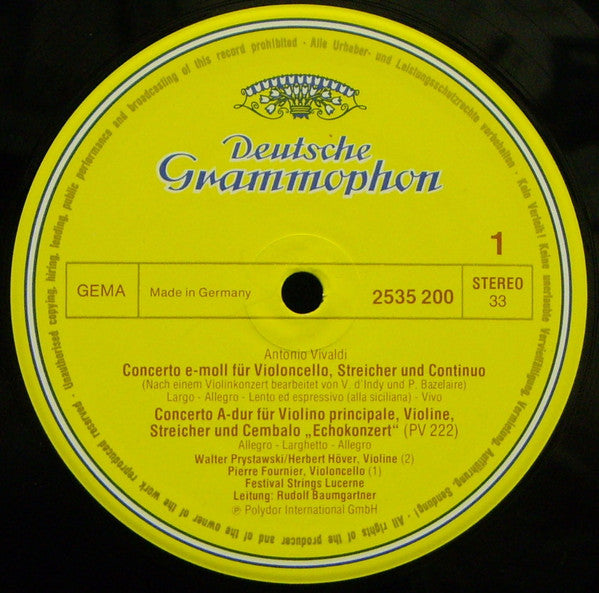 Deutsche
Grammophon
1
GEMA
Made in Germany
2535 200
STEREO
33
Antonio Vivaldi
Concerto e-moll für Violoncello, Streicher und Continuo
(Nach einem Violinkonzert bearbeitet von V. d'Indy und P. Bazelaire)
Largo - Allegro - Lento ed espressivo (alla siciliana) - Vivo
Concerto A-dur für Violino principale, Violine,
Streicher und Cembalo „Echokonzert“ (PV 222)
Allegro - Larghetto - Allegro
Walter Prystawski/Herbert Höver, Violine (2)
Pierre Fournier, Violoncello (1)
Festival Strings Lucerne
Leitung: Rudolf Baumgartner
℗ Polydor International GmbH
Alle Urheber- und Leistungsschutzrechte vorbehalten · Kein Verleih! Keine unerlaubte Vervielfältigung, Vermietung, Aufführung, Sendung! · All rights of the producer and of the owner of the work reproduced reserved · Unauthorised copying, hiring, lending, public performance and broadcasting of this record prohibited ·